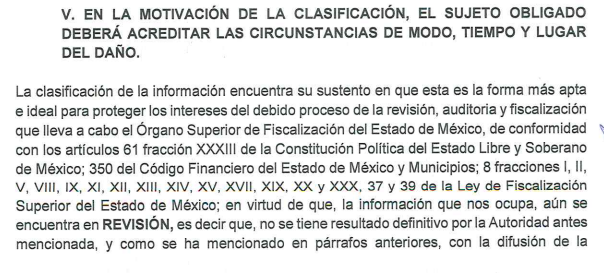 V. EN LA MOTIVACIÓN DE LA CLASIFICACIÓN, EL SUJETO OBLIGADO
DEBERÁ ACREDITAR LAS CIRCUNSTANCIAS DE MODO, TIEMPO Y LUGAR
DEL DAÑO.
La clasificación de la información encuentra su sustento en que esta es la forma más apta
e ideal para proteger los intereses del debido proceso de la revisión, auditoria y fiscalización
que lleva a cabo el Órgano Superior de Fiscalización del Estado de México, de conformidad
con los artículos 61 fracción XXXIII de la Constitución Política del Estado Libre y Soberano
de México; 350 del Código Financiero del Estado de México y Municipios; 8 fracciones I, II,
V, VIII, IX, XI, XII, XIII, XIV, XV, XVII, XIX, XX y XXX, 37 y 39 de la Ley de Fiscalización
Superior del Estado de México; en virtud de que, la información que nos ocupa, aún se
encuentra en REVISIÓN, es decir que, no se tiene resultado definitivo por la Autoridad antes
mencionada, y como se ha mencionado en párrafos anteriores, con la difusión de la